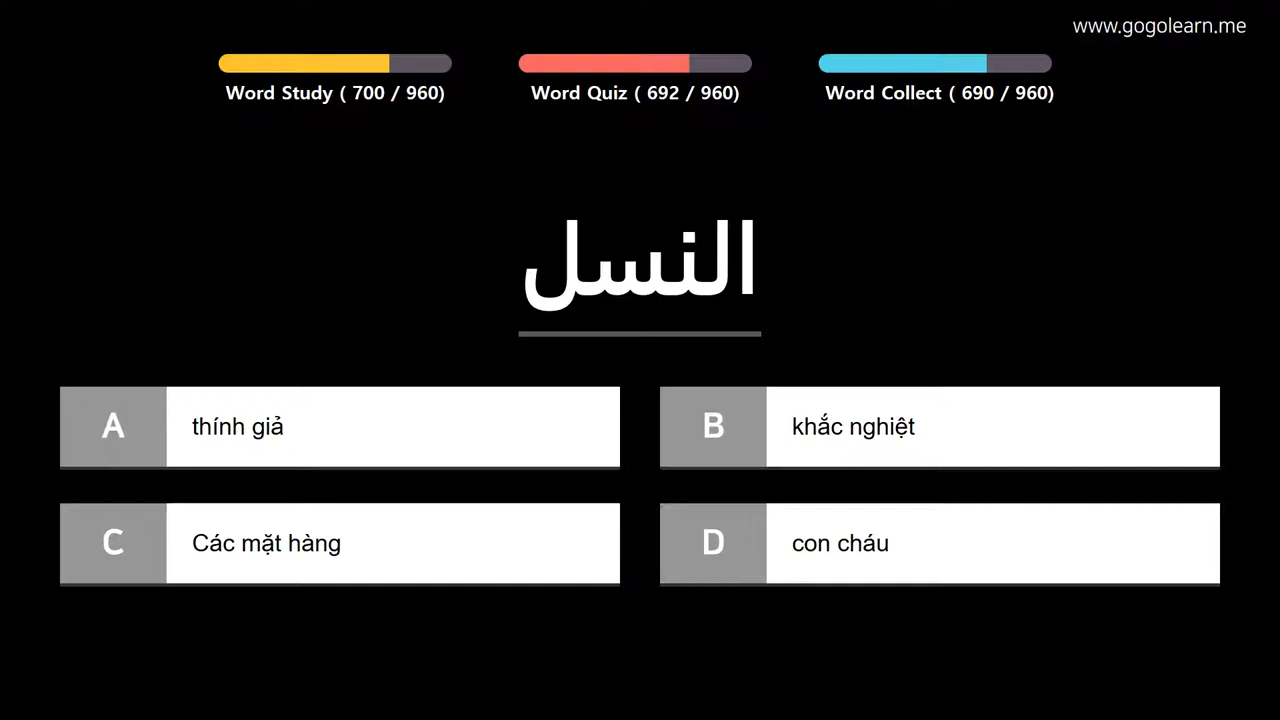 www.gogolearn.me
Word Study ( 700 / 960)
Word Quiz ( 692 / 960)
Word Collect ( 690 / 960)
النسل
A thính giả
B khắc nghiệt
C Các mặt hàng
D con cháu